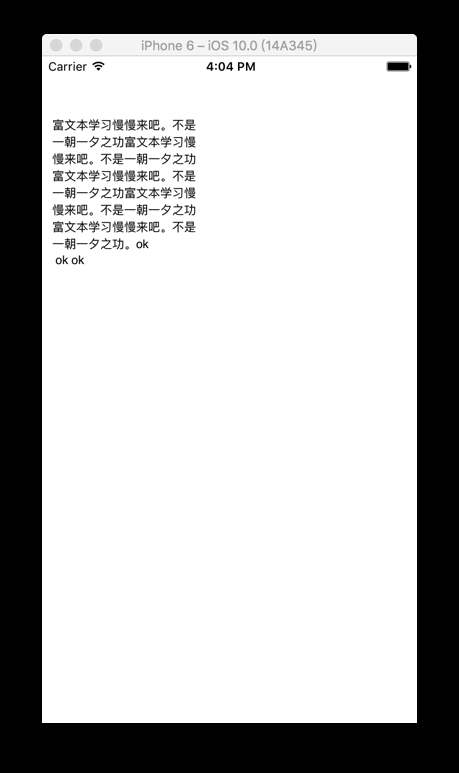 iPhone 6 – iOS 10.0 (14A345)
Carrier 4:04 PM
富文本学习慢慢来吧。不是
一朝一夕之功富文本学习慢
慢来吧。不是一朝一夕之功
富文本学习慢慢来吧。不是
一朝一夕之功富文本学习慢
慢来吧。不是一朝一夕之功
富文本学习慢慢来吧。不是
一朝一夕之功。ok
ok ok